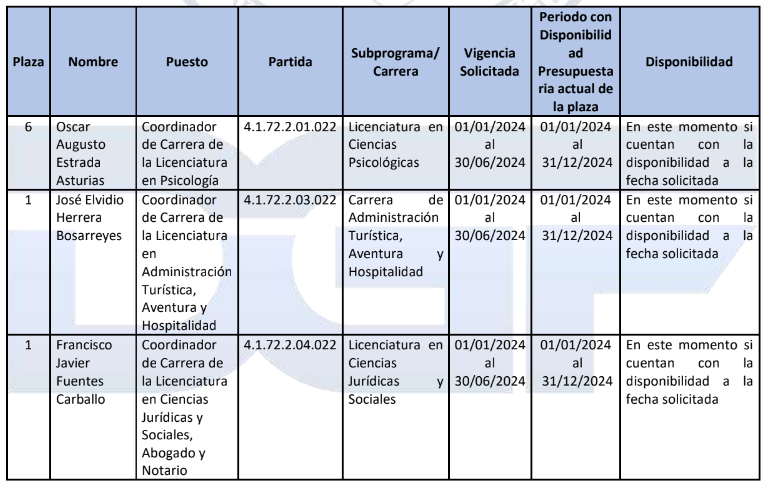 Plaza
Nombre
Puesto
Partida
Subprograma/
Carrera
Vigencia
Solicitada
Periodo con
Disponibilid
ad
Presupuesta
ria actual de
la plaza
Disponibilidad
6
Oscar
Augusto
Estrada
Asturias
Coordinador
de Carrera de
la Licenciatura
en Psicología
4.1.72.2.01.022
Licenciatura en
Ciencias
Psicológicas
01/01/2024
al
30/06/2024
01/01/2024
al
31/12/2024
En este momento si
cuentan con la
disponibilidad a la
fecha solicitada
1
José Elvidio
Herrera
Bosarreyes
Coordinador
de Carrera de
la Licenciatura
en
Administración
Turística,
Aventura y
Hospitalidad
4.1.72.2.03.022
Carrera de
Administración
Turística,
Aventura y
Hospitalidad
01/01/2024
al
30/06/2024
01/01/2024
al
31/12/2024
En este momento si
cuentan con la
disponibilidad a la
fecha solicitada
1
Francisco
Javier
Fuentes
Carballo
Coordinador
de Carrera de
la Licenciatura
en Ciencias
Jurídicas y
Sociales,
Abogado y
Notario
4.1.72.2.04.022
Licenciatura en
Ciencias
Jurídicas y
Sociales
01/01/2024
al
30/06/2024
01/01/2024
al
31/12/2024
En este momento si
cuentan con la
disponibilidad a la
fecha solicitada
DGF